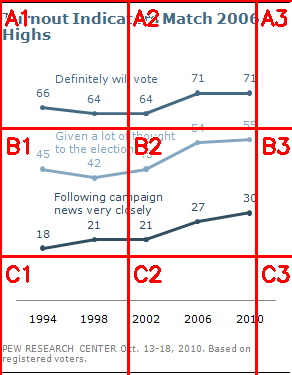 Turnout Indicators Match 2006
Highs
Definitely will vote
66 64 64 71 71
Given a lot of thought
to the election
45 42 45 54 55
Following campaign
news very closely
18 21 21 27 30
1994 1998 2002 2006 2010
PEW RESEARCH CENTER Oct. 13-18, 2010. Based on
registered voters.
A1 A2 A3
B1 B2 B3
C1 C2 C3